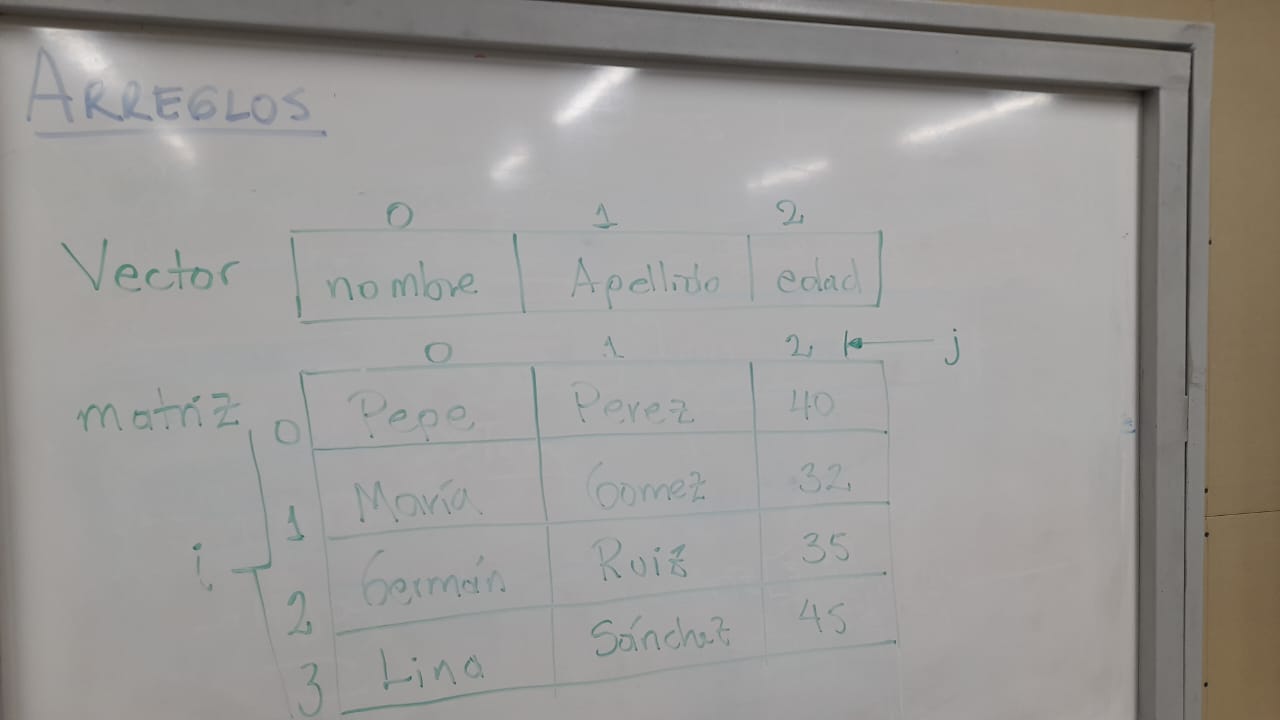 ARREGLOS
0 1 2
Vector nombre Apellido edad
0 1 2 j
matriz 0 Pepe Perez 40
1 María Gomez 32
i
2 Germán Ruiz 35
3 Lina Sánchez 45